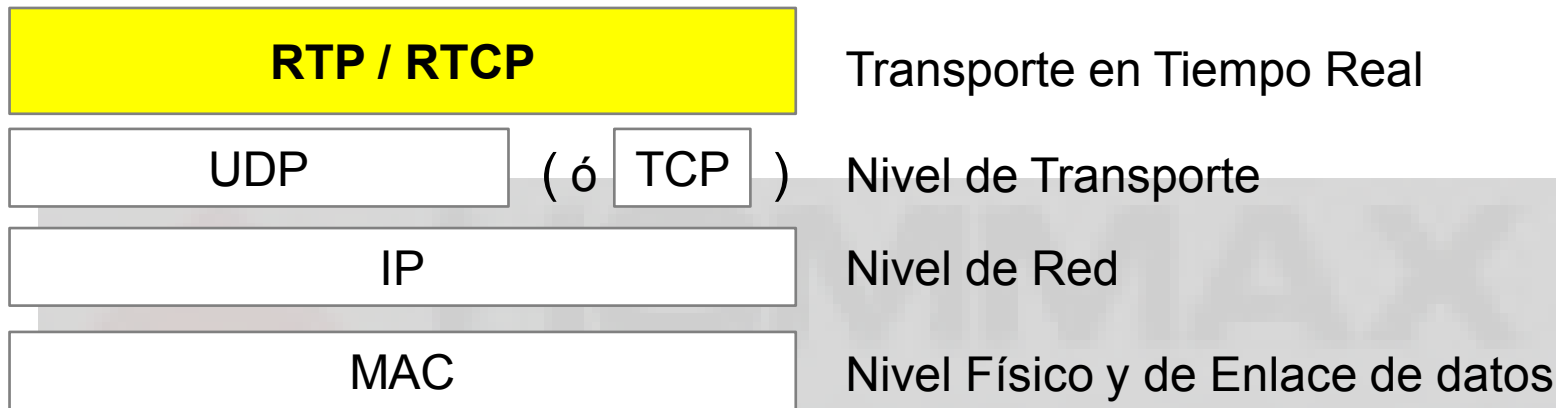 RTP / RTCP Transporte en Tiempo Real
UDP ( ó TCP ) Nivel de Transporte
IP Nivel de Red
MAC Nivel Físico y de Enlace de datos